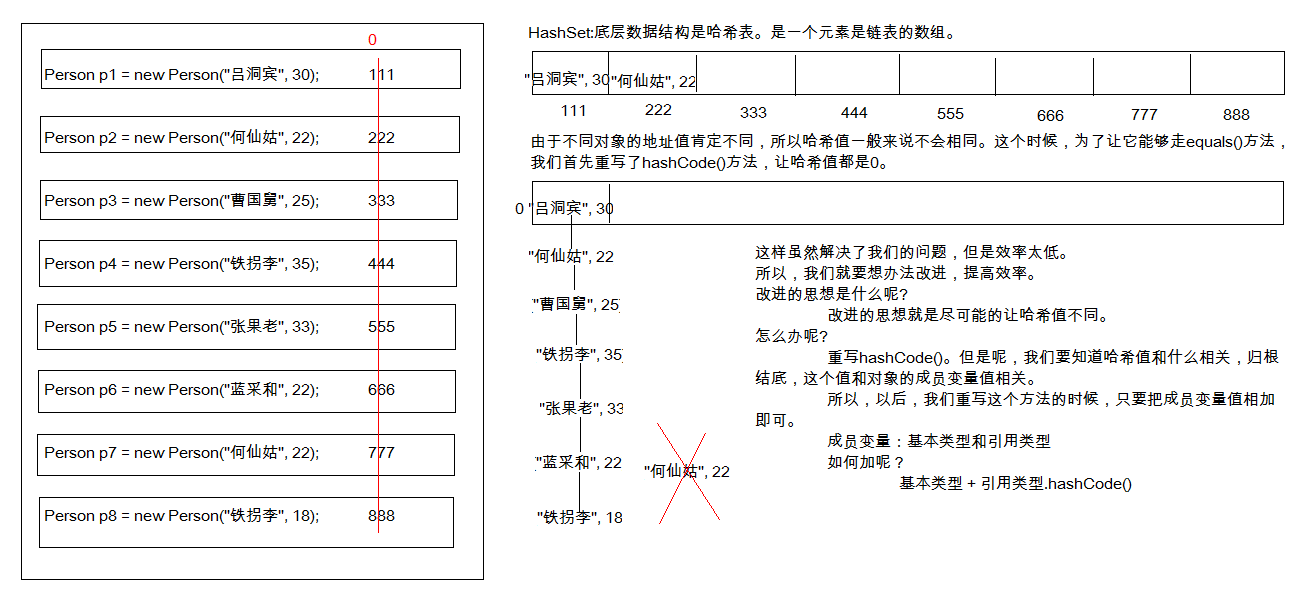 0
Person p1 = new Person("吕洞宾", 30); 111
Person p2 = new Person("何仙姑", 22); 222
Person p3 = new Person("曹国舅", 25); 333
Person p4 = new Person("铁拐李", 35); 444
Person p5 = new Person("张果老", 33); 555
Person p6 = new Person("蓝采和", 22); 666
Person p7 = new Person("何仙姑", 22); 777
Person p8 = new Person("铁拐李", 18); 888
HashSet:底层数据结构是哈希表。是一个元素是链表的数组。
"吕洞宾", 30 "何仙姑", 22
111 222 333 444 555 666 777 888
由于不同对象的地址值肯定不同，所以哈希值一般来说不会相同。这个时候，为了让它能够走equals()方法，
我们首先重写了hashCode()方法，让哈希值都是0。
0 "吕洞宾", 30
"何仙姑", 22
"曹国舅", 25
"铁拐李", 35
"张果老", 33
"蓝采和", 22
"何仙姑", 22
"铁拐李", 18
这样虽然解决了我们的问题，但是效率太低。
所以，我们就要想办法改进，提高效率。
改进的思想是什么呢?
改进的思想就是尽可能的让哈希值不同。
怎么办呢?
重写hashCode()。但是呢，我们要知道哈希值和什么相关，归根
结底，这个值和对象的成员变量值相关。
所以，以后，我们重写这个方法的时候，只要把成员变量值相加
即可。
成员变量：基本类型和引用类型
如何加呢？
基本类型 + 引用类型.hashCode()